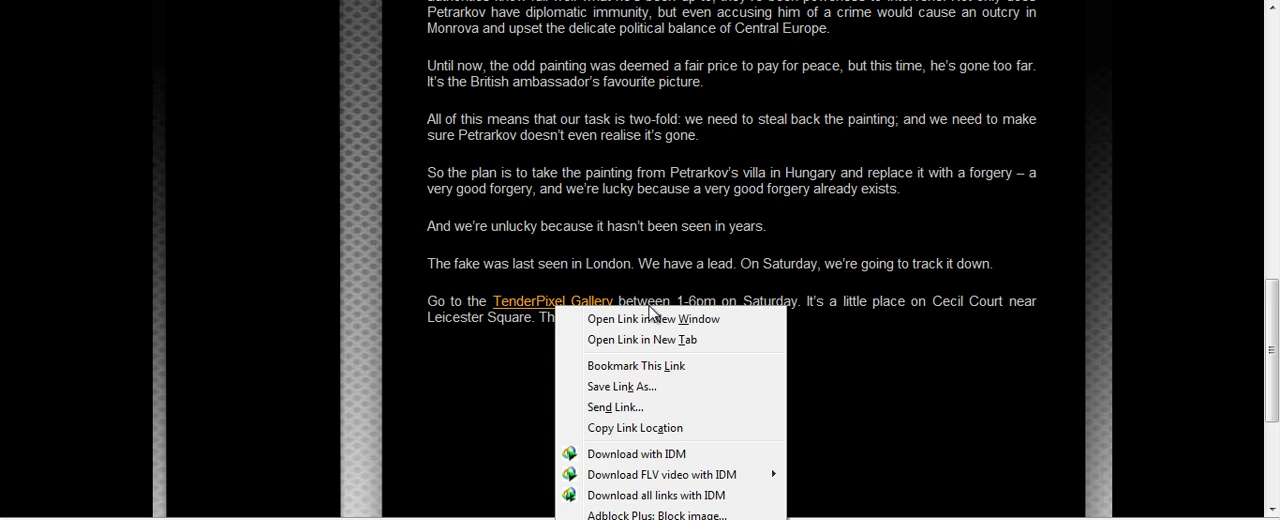 Petrarkov have diplomatic immunity, but even accusing him of a crime would cause an outcry in
Monrova and upset the delicate political balance of Central Europe.
Until now, the odd painting was deemed a fair price to pay for peace, but this time, he's gone too far.
It's the British ambassador's favourite picture.
All of this means that our task is two-fold: we need to steal back the painting; and we need to make
sure Petrarkov doesn't even realise it's gone.
So the plan is to take the painting from Petrarkov's villa in Hungary and replace it with a forgery – a
very good forgery, and we're lucky because a very good forgery already exists.
And we're unlucky because it hasn't been seen in years.
The fake was last seen in London. We have a lead. On Saturday, we're going to track it down.
Go to the TenderPixel Gallery between 1-6pm on Saturday. It's a little place on Cecil Court near
Leicester Square. Th
Open Link in New Window
Open Link in New Tab
Bookmark This Link
Save Link As...
Send Link...
Copy Link Location
Download with IDM
Download FLV video with IDM
Download all links with IDM
Adblock Plus: Block image...